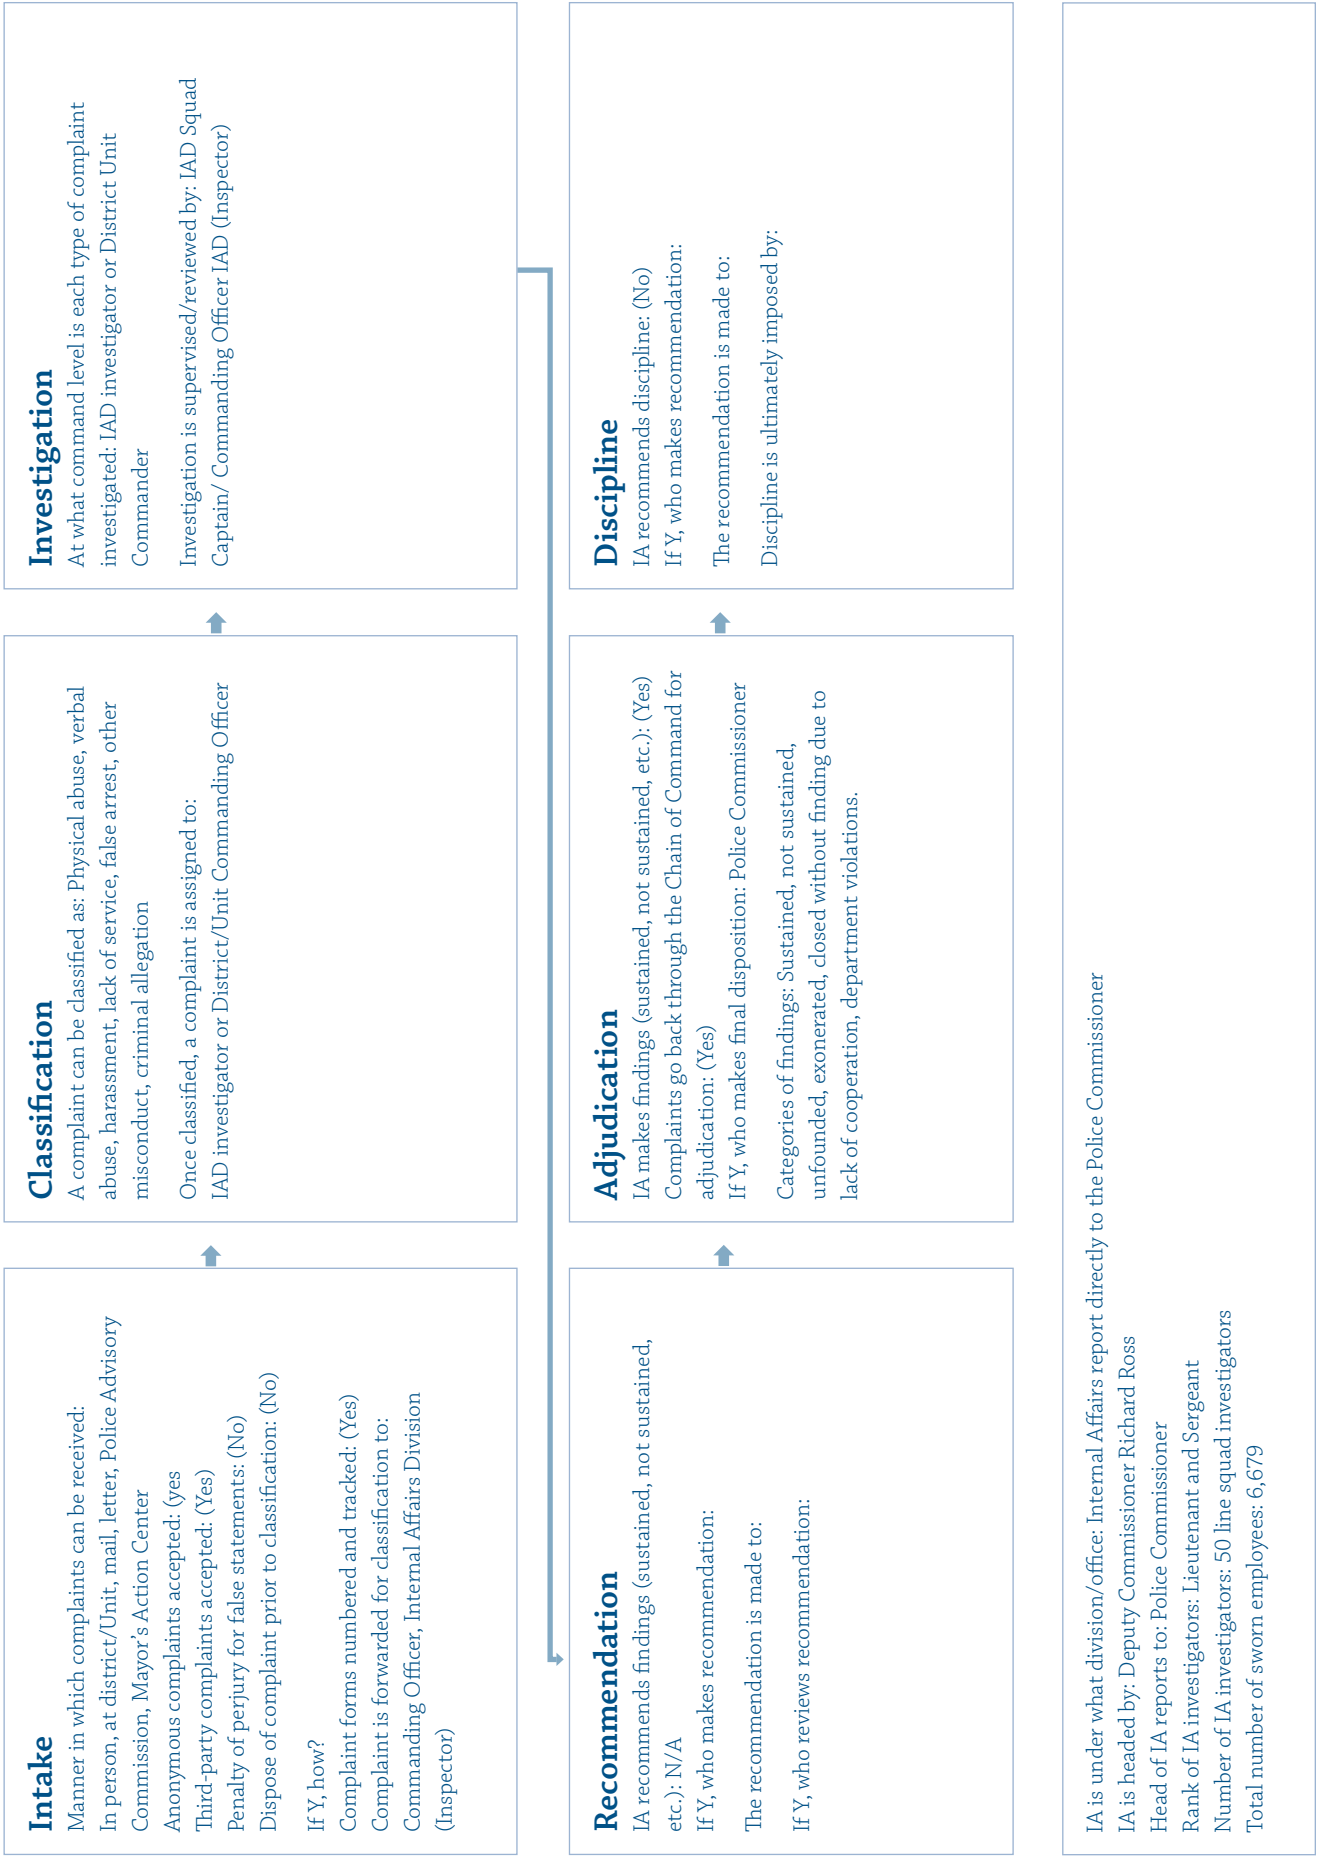 Intake
Manner in which complaints can be received:
In person, at district/Unit, mail, letter, Police Advisory
Commission, Mayor's Action Center
Anonymous complaints accepted: (yes
Third-party complaints accepted: (Yes)
Penalty of perjury for false statements: (No)
Dispose of complaint prior to classification: (No)
If Y, how?
Complaint forms numbered and tracked: (Yes)
Complaint is forwarded for classification to:
Commanding Officer, Internal Affairs Division
(Inspector)
Classification
A complaint can be classified as: Physical abuse, verbal
abuse, harassment, lack of service, false arrest, other
misconduct, criminal allegation
Once classified, a complaint is assigned to:
IAD investigator or District/Unit Commanding Officer
Investigation
At what command level is each type of complaint
investigated: IAD investigator or District Unit
Commander
Investigation is supervised/reviewed by: IAD Squad
Captain/ Commanding Officer IAD (Inspector)
Recommendation
IA recommends findings (sustained, not sustained,
etc.): N/A
If Y, who makes recommendation:
The recommendation is made to:
If Y, who reviews recommendation:
Adjudication
IA makes findings (sustained, not sustained, etc.): (Yes)
Complaints go back through the Chain of Command for
adjudication: (Yes)
If Y, who makes final disposition: Police Commissioner
Categories of findings: Sustained, not sustained,
unfounded, exonerated, closed without finding due to
lack of cooperation, department violations.
Discipline
IA recommends discipline: (No)
If Y, who makes recommendation:
The recommendation is made to:
Discipline is ultimately imposed by:
IA is under what division/office: Internal Affairs report directly to the Police Commissioner
IA is headed by: Deputy Commissioner Richard Ross
Head of IA reports to: Police Commissioner
Rank of IA investigators: Lieutenant and Sergeant
Number of IA investigators: 50 line squad investigators
Total number of sworn employees: 6,679